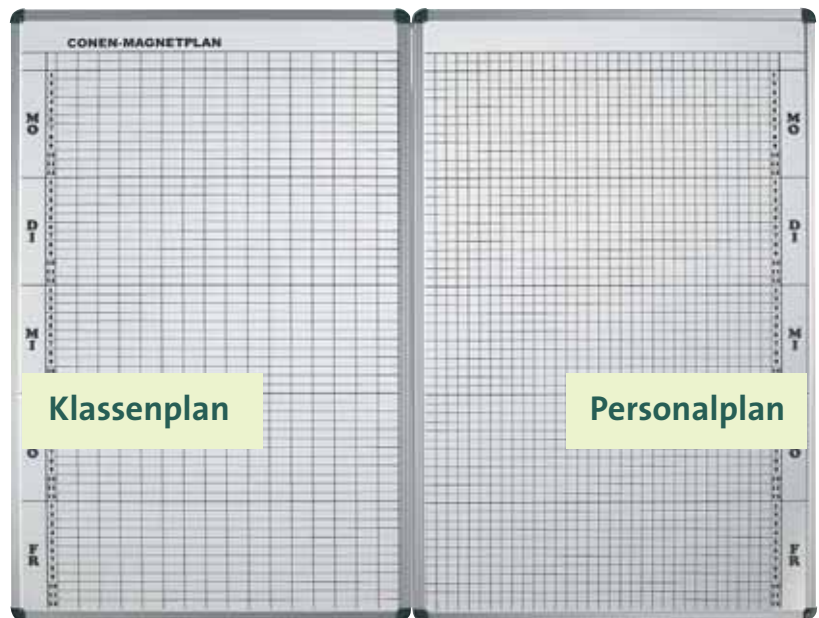 CONEN-MAGNETPLAN
MO
DI
MI
O
FR
Klassenplan
MO
DI
MI
O
FR
Personalplan